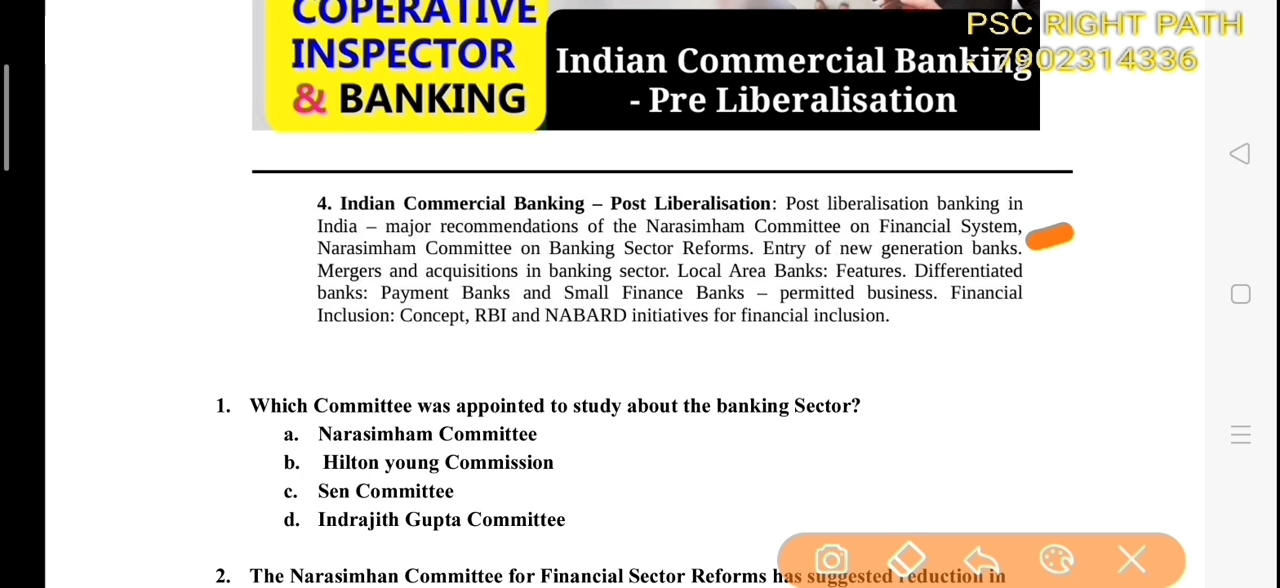 COPERATIVE
INSPECTOR
& BANKING
Indian Commercial Banking
- Pre Liberalisation
PSC RIGHT PATH
7902314336
4. Indian Commercial Banking – Post Liberalisation: Post liberalisation banking in
India – major recommendations of the Narasimham Committee on Financial System,
Narasimham Committee on Banking Sector Reforms. Entry of new generation banks.
Mergers and acquisitions in banking sector. Local Area Banks: Features. Differentiated
banks: Payment Banks and Small Finance Banks – permitted business. Financial
Inclusion: Concept, RBI and NABARD initiatives for financial inclusion.
1. Which Committee was appointed to study about the banking Sector?
a. Narasimham Committee
b. Hilton young Commission
c. Sen Committee
d. Indrajith Gupta Committee
2. The Narasimhan Committee for Financial Sector Reforms has suggested reduction in